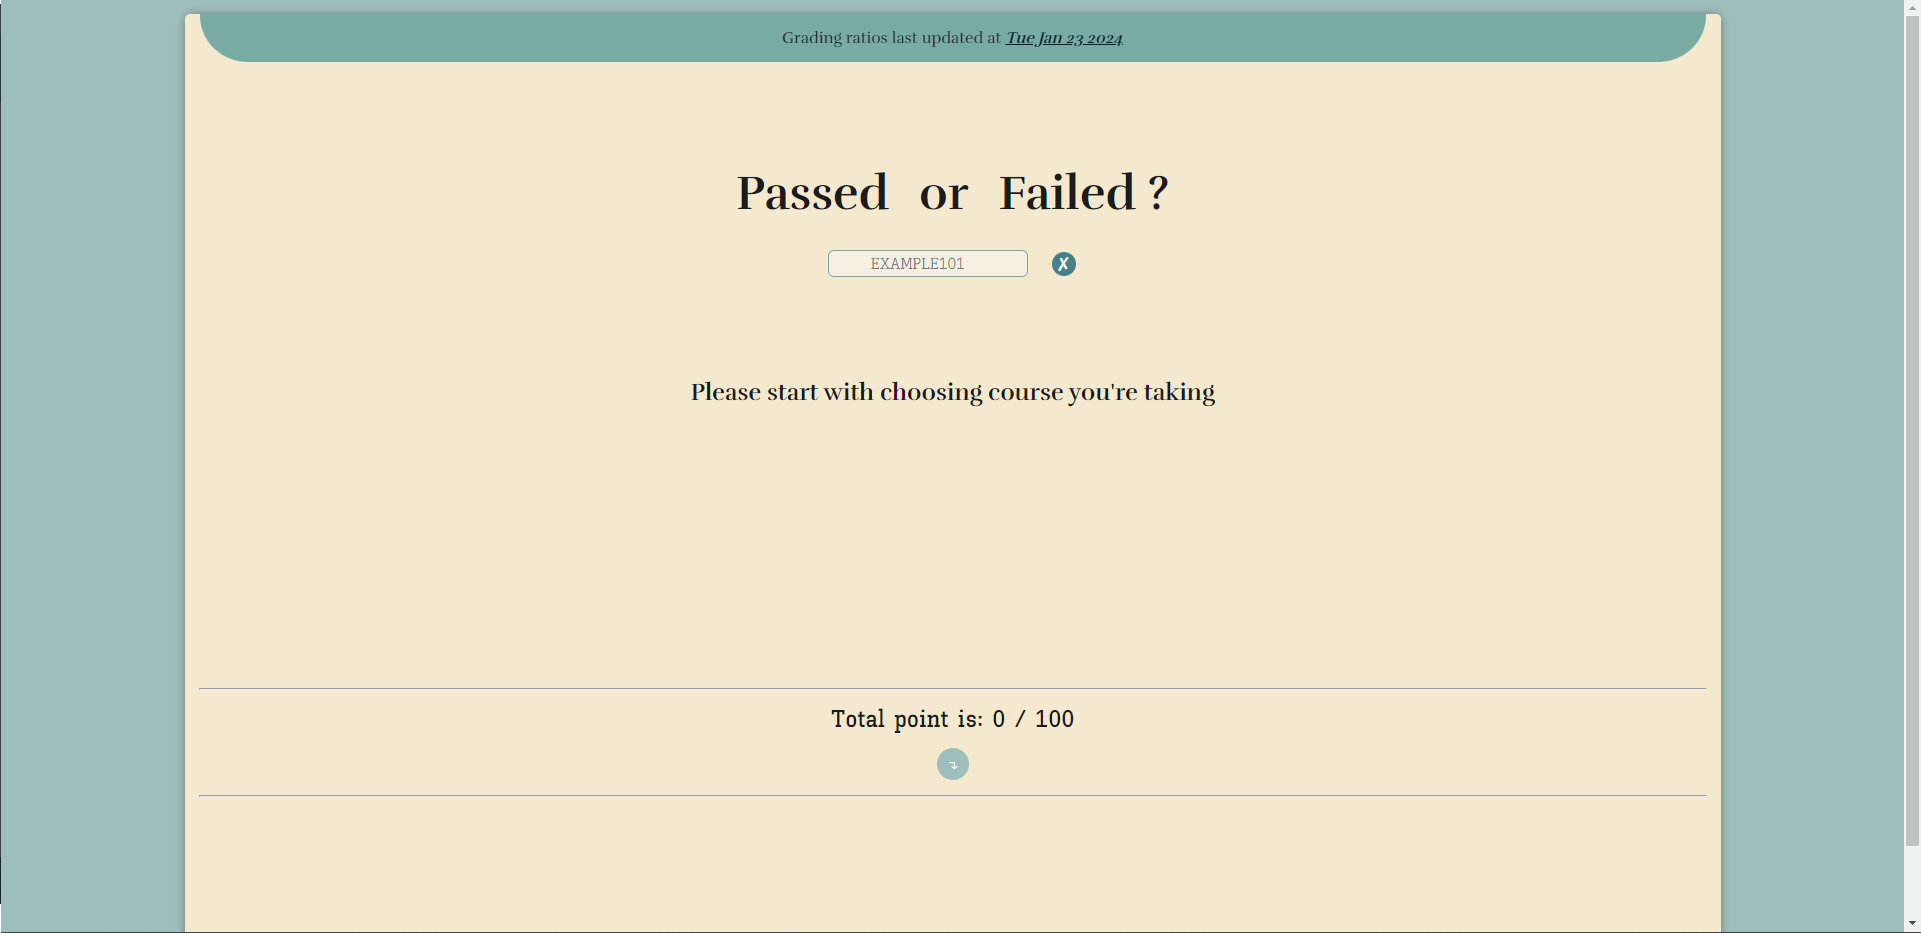 Grading ratios last updated at Tue Jan 23 2024
Passed or Failed ?
EXAMPLE101 ✗
Please start with choosing course you're taking
Total point is: 0 / 100
↴